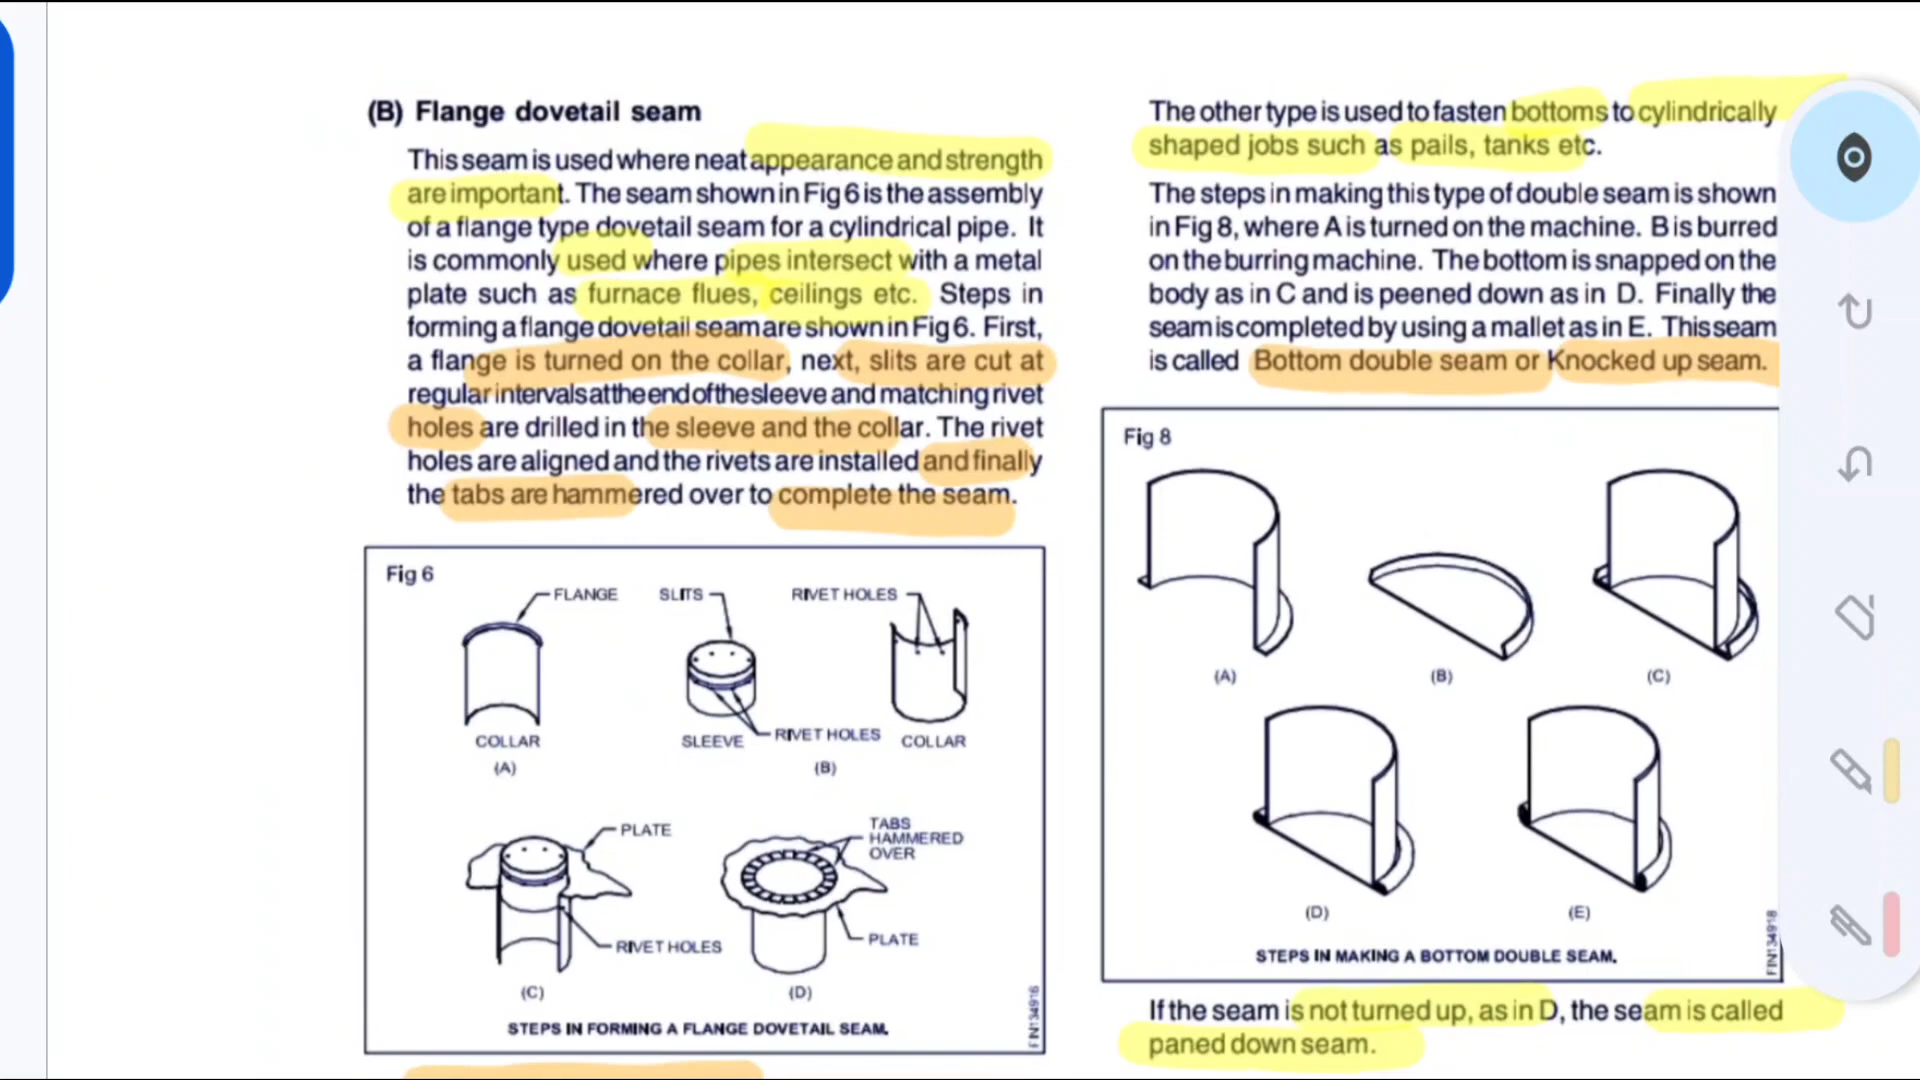 (B) Flange dovetail seam
This seam is used where neat appearance and strength
are important. The seam shown in Fig 6 is the assembly
of a flange type dovetail seam for a cylindrical pipe. It
is commonly used where pipes intersect with a metal
plate such as furnace flues, ceilings etc. Steps in
forming a flange dovetail seam are shown in Fig 6. First,
a flange is turned on the collar, next, slits are cut at
regular intervals at the end of the sleeve and matching rivet
holes are drilled in the sleeve and the collar. The rivet
holes are aligned and the rivets are installed and finally
the tabs are hammered over to complete the seam.
Fig 6
FLANGE
SLITS
RIVET HOLES
COLLAR
SLEEVE
RIVET HOLES
COLLAR
(A)
(B)
PLATE
TABS
HAMMERED
OVER
RIVET HOLES
PLATE
(C)
(D)
STEPS IN FORMING A FLANGE DOVETAIL SEAM.
FIN134916
The other type is used to fasten bottoms to cylindrically
shaped jobs such as pails, tanks etc.
The steps in making this type of double seam is shown
in Fig 8, where A is turned on the machine. B is burred
on the burring machine. The bottom is snapped on the
body as in C and is peened down as in D. Finally the
seam is completed by using a mallet as in E. This seam
is called Bottom double seam or Knocked up seam.
Fig 8
(A)
(B)
(C)
(D)
(E)
STEPS IN MAKING A BOTTOM DOUBLE SEAM.
FIN134918
If the seam is not turned up, as in D, the seam is called
paned down seam.